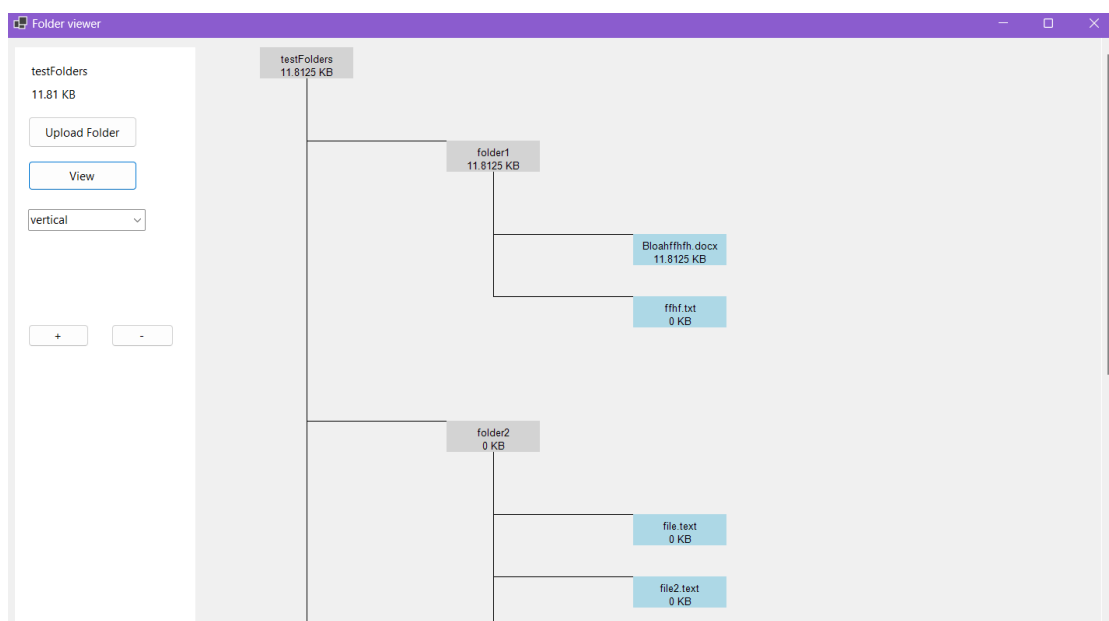 Folder viewer
testFolders
11.81 KB
Upload Folder
View
vertical
+
-
testFolders
11.8125 KB
folder1
11.8125 KB
Bloahffhfh.docx
11.8125 KB
ffhf.txt
0 KB
folder2
0 KB
file.text
0 KB
file2.text
0 KB